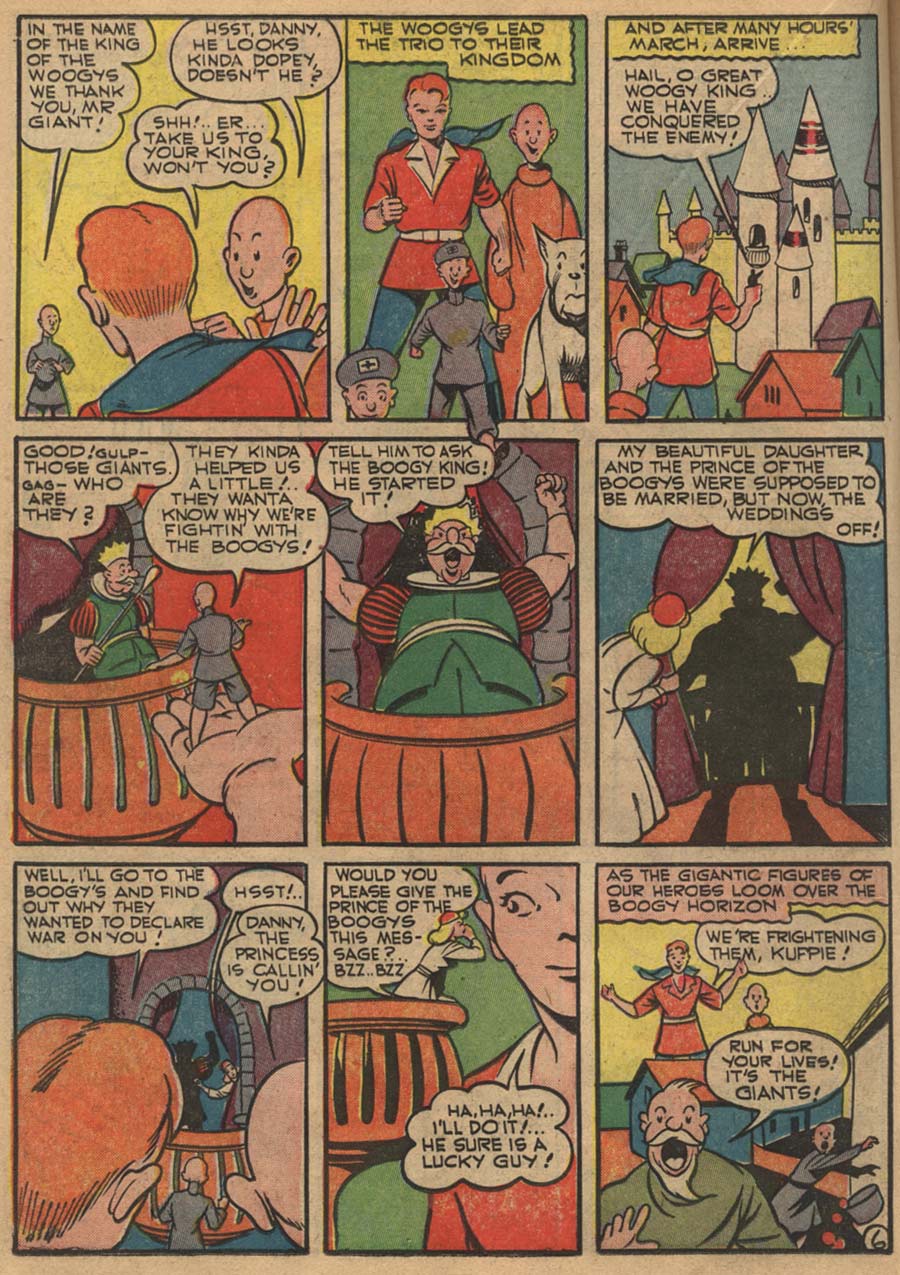 IN THE NAME
OF THE KING
OF THE
WOOGYS
WE THANK
YOU, MR
GIANT!
HSST, DANNY,
HE LOOKS
KINDA DOPEY,
DOESN'T HE?
SHH!.. ER...
TAKE US TO
YOUR KING,
WON'T YOU?
THE WOOGYS LEAD
THE TRIO TO THEIR
KINGDOM
AND AFTER MANY HOURS'
MARCH, ARRIVE...
HAIL, O GREAT
WOOGY KING..
WE HAVE
CONQUERED
THE ENEMY!
GOOD! GULP-
THOSE GIANTS.
GAG- WHO
ARE
THEY?
THEY KINDA
HELPED US
A LITTLE!..
THEY WANTA
KNOW WHY WE'RE
FIGHTIN' WITH
THE BOOGYS!
TELL HIM TO ASK
THE BOOGY KING!
HE STARTED
IT!
MY BEAUTIFUL DAUGHTER
AND THE PRINCE OF THE
BOOGYS WERE SUPPOSED TO
BE MARRIED, BUT NOW, THE
WEDDING'S
OFF!
WELL, I'LL GO TO THE
BOOGY'S AND FIND
OUT WHY THEY
WANTED TO DECLARE
WAR ON YOU!
HSST!..
DANNY,
THE
PRINCESS
IS CALLIN'
YOU!
WOULD YOU
PLEASE GIVE THE
PRINCE OF THE
BOOGYS
THIS MES-
SAGE?..
BZZ..BZZ
HA, HA, HA!..
I'LL DO IT!...
HE SURE IS A
LUCKY GUY!
AS THE GIGANTIC FIGURES OF
OUR HEROES LOOM OVER THE
BOOGY HORIZON
WE'RE FRIGHTENING
THEM, KUFPIE!
RUN FOR
YOUR LIVES!
IT'S THE
GIANTS!
6